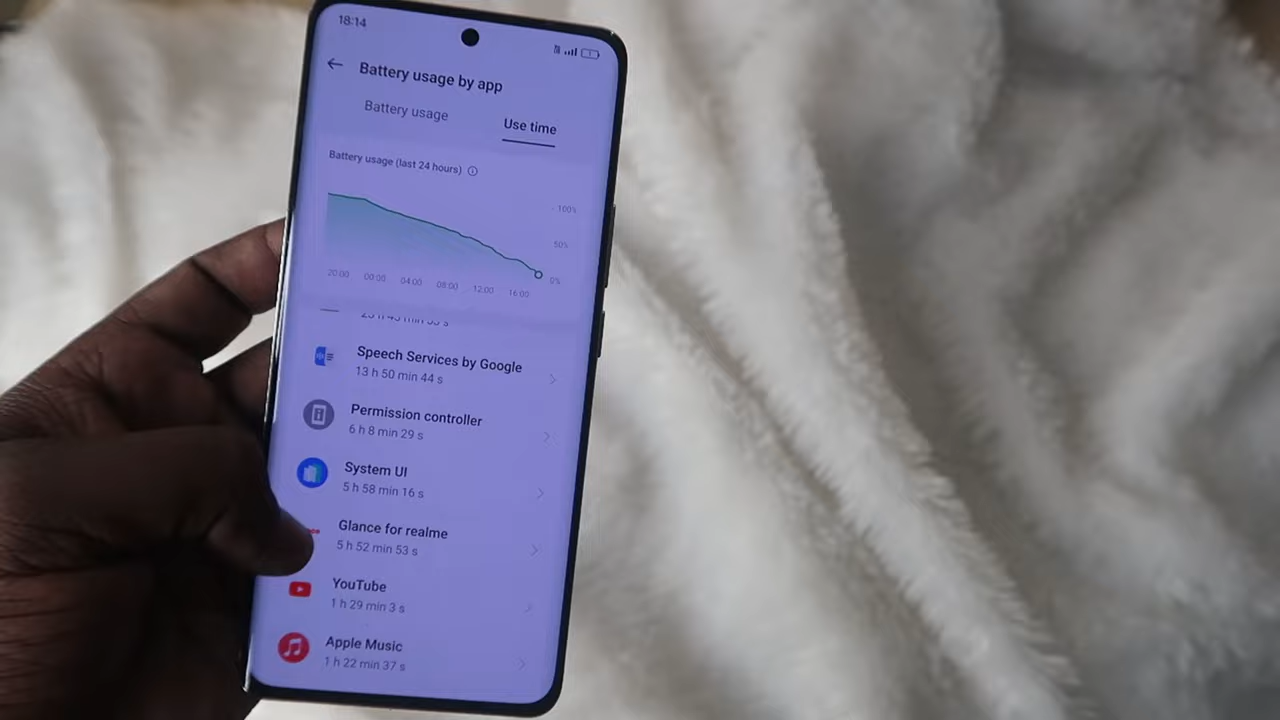 18:14
Battery usage by app
Battery usage
Use time
Battery usage (last 24 hours)
100%
50%
0%
20:00 00:00 04:00 08:00 12:00 16:00
Speech Services by Google
13 h 50 min 44 s
Permission controller
6 h 8 min 29 s
System UI
5 h 58 min 16 s
Glance for realme
5 h 52 min 53 s
YouTube
1 h 29 min 3 s
Apple Music
1 h 22 min 37 s